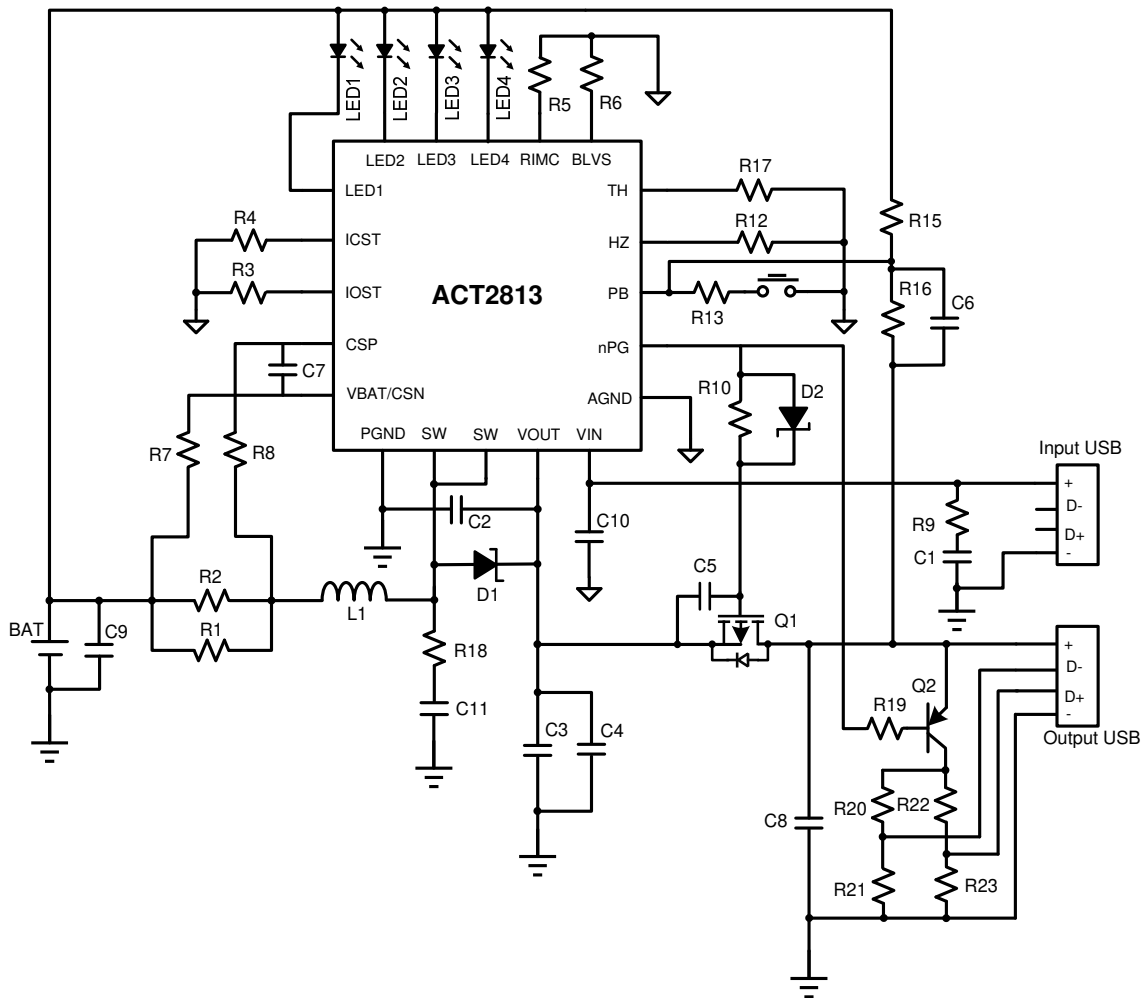 LED1
LED2
LED3
LED4
R5
R6
LED2 LED3 LED4 RIMC BLVS
LED1
TH
R17
R15
R4
ICST
HZ
R12
R3
IOST
ACT2813
PB
R13
R16
C6
CSP
nPG
C7
VBAT/CSN
AGND
R10
D2
PGND SW SW VOUT VIN
R7
R8
Input USB
+
D-
D+
-
C2
C10
R9
C1
C5
D1
R2
L1
R1
BAT
C9
Q1
R18
C11
+
D-
D+
-
Output USB
Q2
R19
C3
C4
C8
R20
R22
R21
R23